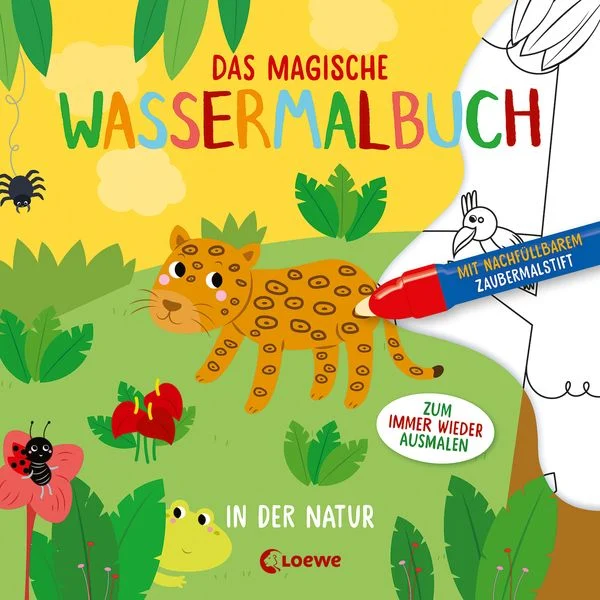 DAS MAGISCHE
WASSERMALBUCH
MIT NACHFÜLLBAREM
ZAUBERMALSTIFT
ZUM
IMMER WIEDER
AUSMALEN
IN DER NATUR
Loewe